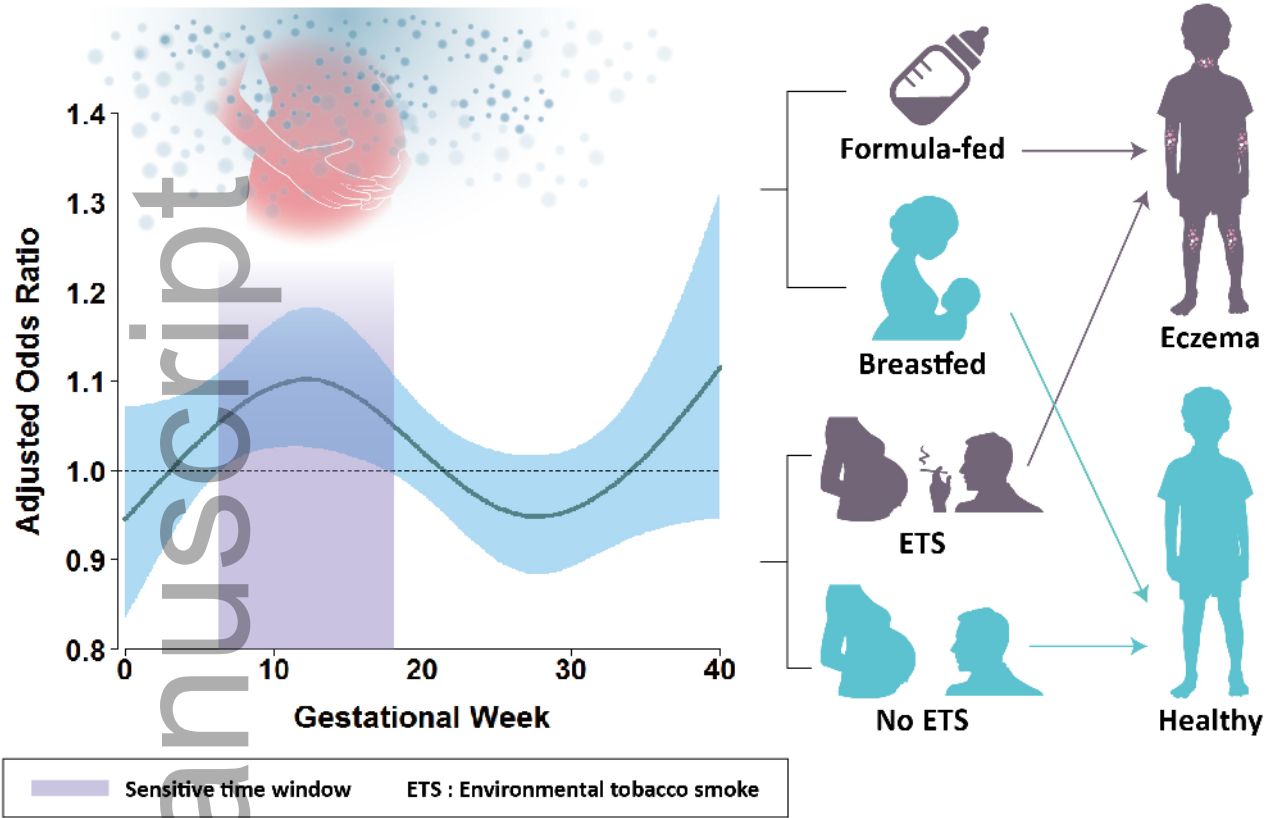 1.4
1.3
1.2
1.1
1.0
0.9
0.8
Adjusted Odds Ratio
0
10
20
30
40
Gestational Week
Sensitive time window
ETS : Environmental tobacco smoke
anuscript
Formula-fed
Breastfed
ETS
No ETS
Eczema
Healthy